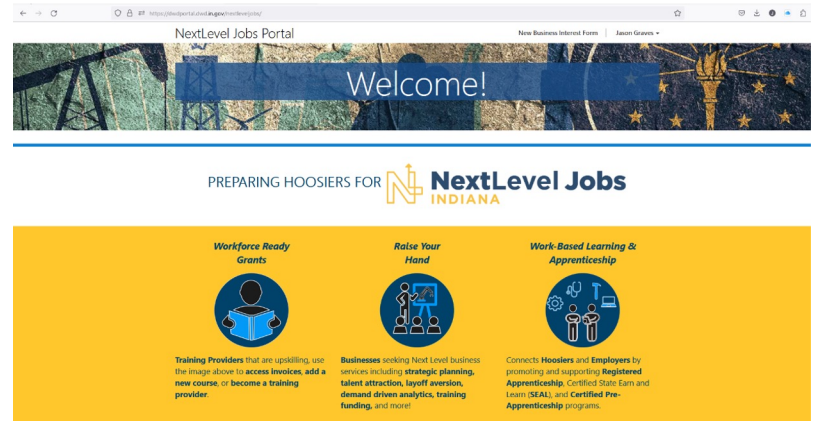 https://dwdportal.dwd.in.gov/nextleveljobs/
NextLevel Jobs Portal
New Business Interest Form
Jason Graves
Welcome!
PREPARING HOOSIERS FOR NextLevel Jobs
INDIANA
Workforce Ready
Grants
Training Providers that are upskilling, use
the image above to access invoices, add a
new course, or become a training
provider.
Raise Your
Hand
Businesses seeking Next Level business
services including strategic planning,
talent attraction, layoff aversion,
demand driven analytics, training
funding, and more!
Work-Based Learning &
Apprenticeship
Connects Hoosiers and Employers by
promoting and supporting Registered
Apprenticeship, Certified State Earn and
Learn (SEAL), and Certified Pre-
Apprenticeship programs.